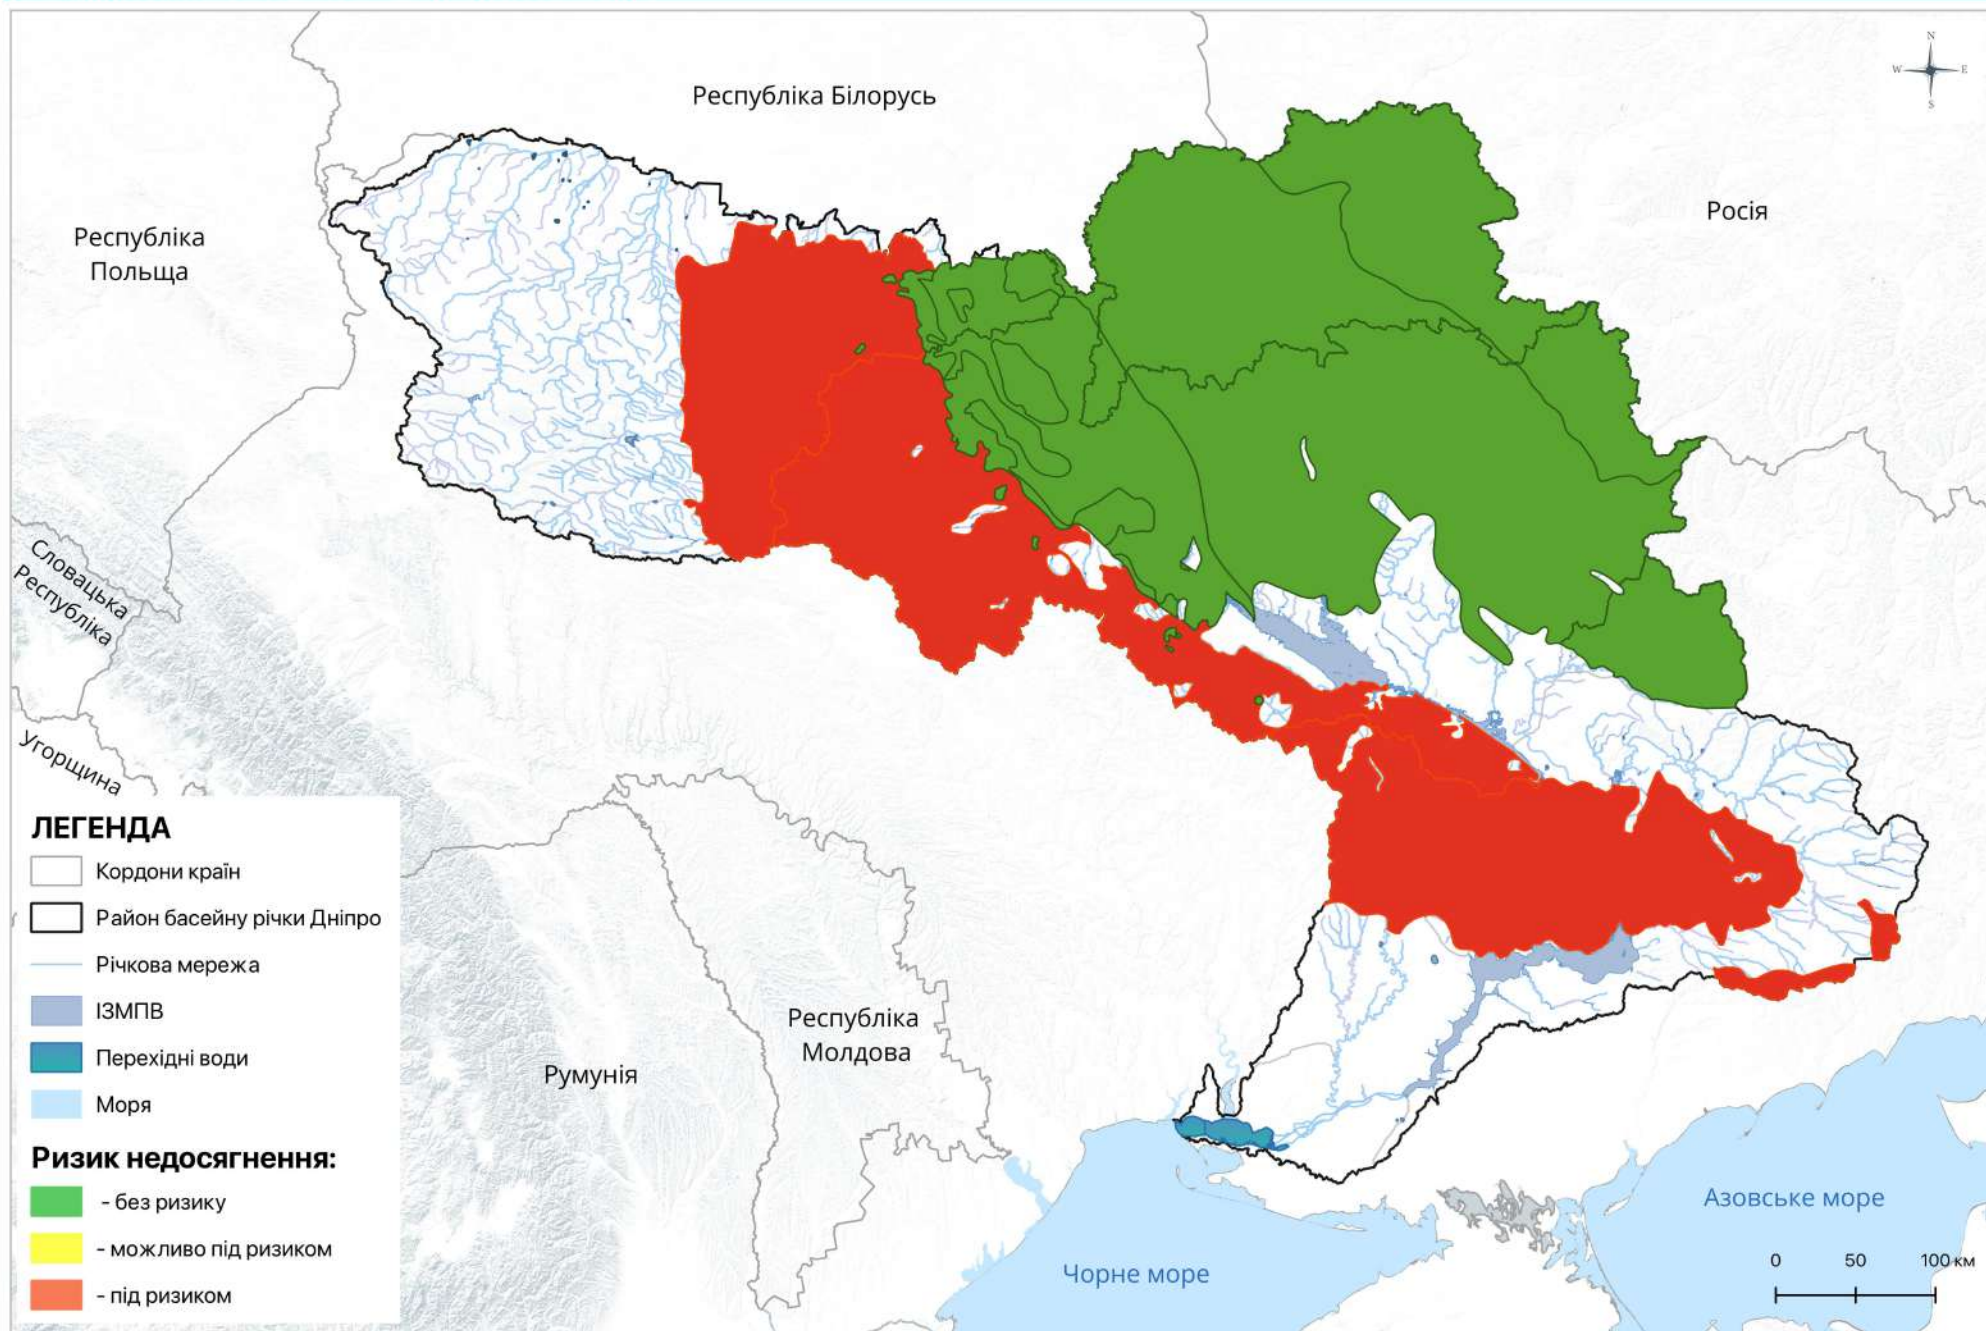 N
W
E
S
Республіка Білорусь
Росія
Республіка
Польща
Словацька
Республіка
Угорщина
Румунія
Республіка
Молдова
Чорне море
Азовське море
0 50 100 км
ЛЕГЕНДА
Кордони країн
Район басейну річки Дніпро
Річкова мережа
ІЗМПВ
Перехідні води
Моря
Ризик недосягнення:
- без ризику
- можливо під ризиком
- під ризиком